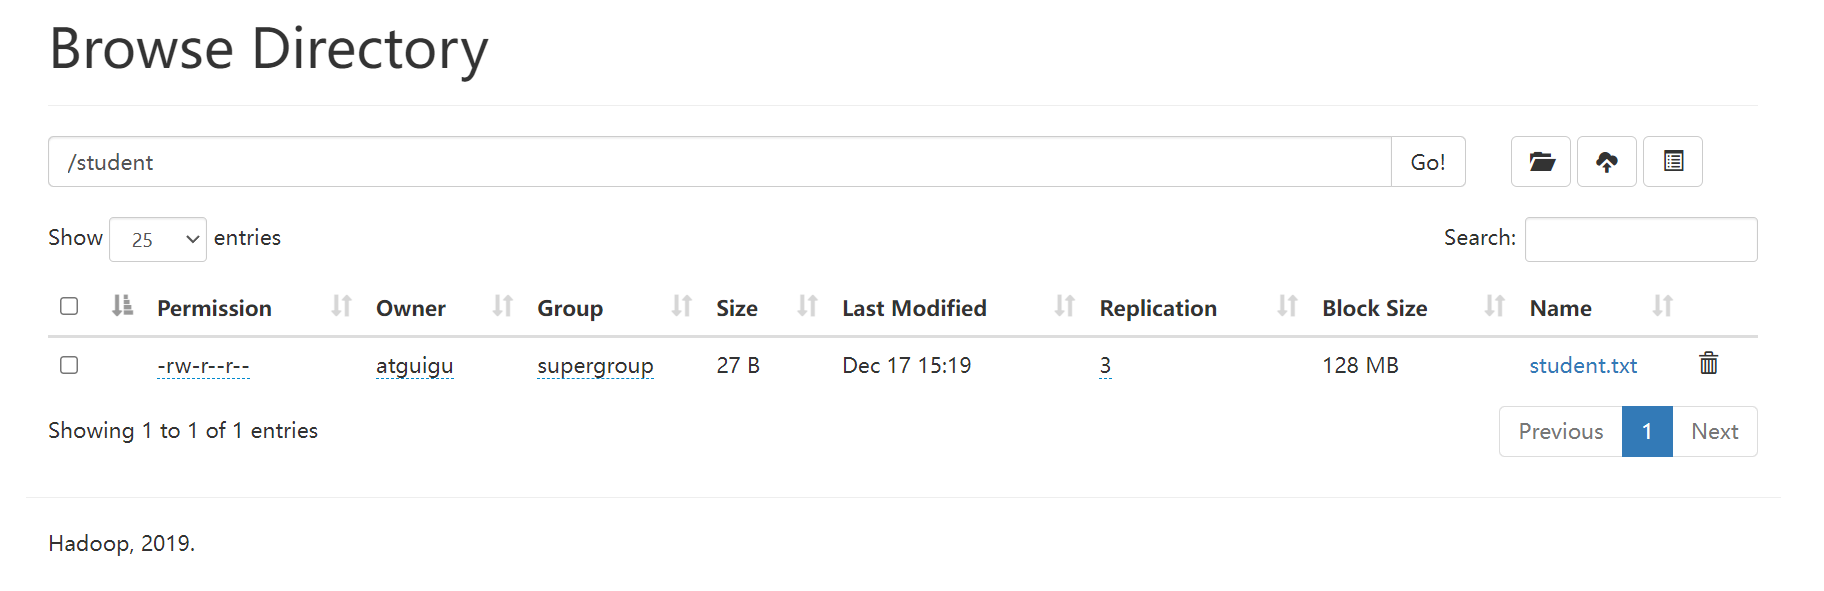 Browse Directory
/student Go!
Show 25 entries Search:
Permission Owner Group Size Last Modified Replication Block Size Name
-rw-r--r-- atguigu supergroup 27 B Dec 17 15:19 3 128 MB student.txt
Showing 1 to 1 of 1 entries Previous 1 Next
Hadoop, 2019.